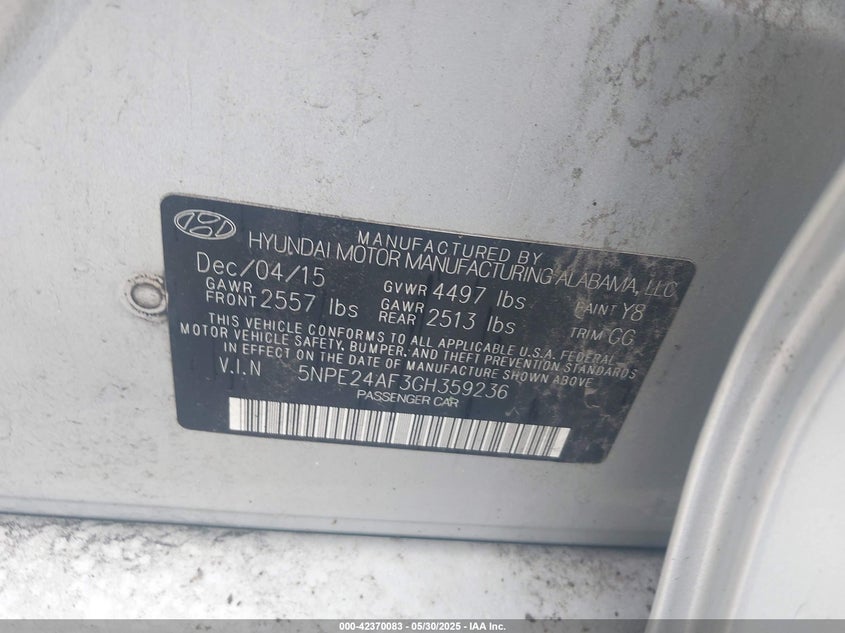 MANUFACTURED BY
HYUNDAI MOTOR MANUFACTURING ALABAMA, LLC
Dec/04/15 GVWR 4497 lbs PAINT Y8
GAWR FRONT 2557 lbs GAWR REAR 2513 lbs TRIM GG
THIS VEHICLE CONFORMS TO ALL APPLICABLE U.S.A. FEDERAL
MOTOR VEHICLE SAFETY, BUMPER, AND THEFT PREVENTION STANDARDS
IN EFFECT ON THE DATE OF MANUFACTURE SHOWN ABOVE
V.I.N 5NPE24AF3GH359236
PASSENGER CAR
000-42370083 - 05/30/2025 - IAA Inc.